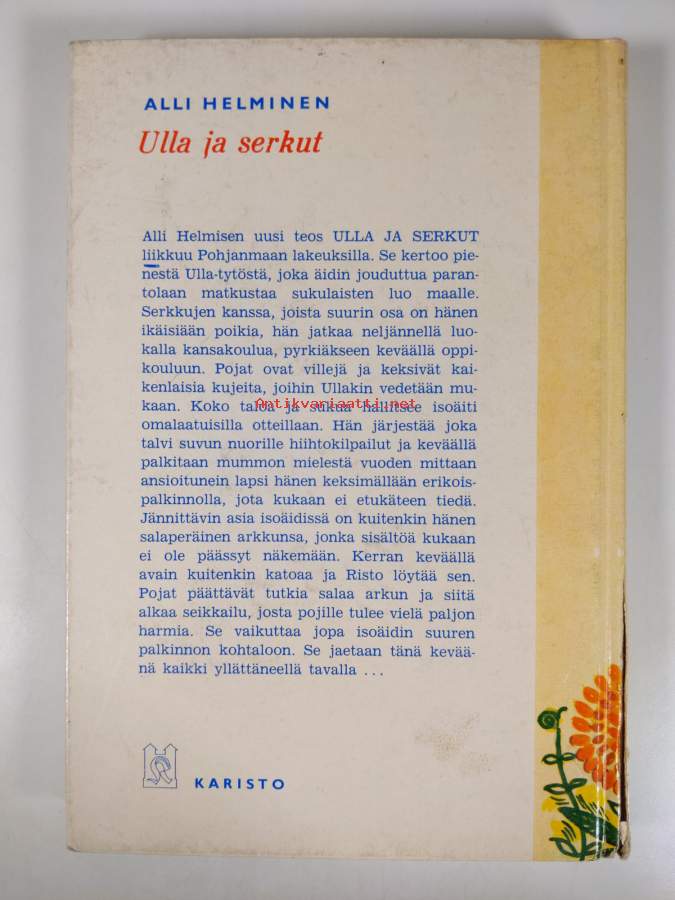 ALLI HELMINEN
Ulla ja serkut
Alli Helmisen uusi teos ULLA JA SERKUT
liikkuu Pohjanmaan lakeuksilla. Se kertoo pie-
nestä Ulla-tytöstä, joka äidin jouduttua paran-
tolaan matkustaa sukulaisten luo maalle.
Serkkujen kanssa, joista suurin osa on hänen
ikäisiään poikia, hän jatkaa neljännellä luo-
kalla kansakoulua, pyrkiäkseen keväällä oppi-
kouluun. Pojat ovat villejä ja keksivät kai-
kenlaisia kujeita, joihin Ullakin vedetään mu-
kaan. Koko taloa ja sukua hallitsee isoäiti
Antikvariaatti.net
omalaatuisilla otteillaan. Hän järjestää joka
talvi suvun nuorille hiihtokilpailut ja keväällä
palkitaan mummon mielestä vuoden mittaan
ansioitunein lapsi hänen keksimällään erikois-
palkinnolla, jota kukaan ei etukäteen tiedä.
Jännittävin asia isoäidissä on kuitenkin hänen
salaperäinen arkkunsa, jonka sisältöä kukaan
ei ole päässyt näkemään. Kerran keväällä
avain kuitenkin katoaa ja Risto löytää sen.
Pojat päättävät tutkia salaa arkun ja siitä
alkaa seikkailu, josta pojille tulee vielä paljon
harmia. Se vaikuttaa jopa isoäidin suuren
palkinnon kohtaloon. Se jaetaan tänä kevää-
nä kaikki yllättäneellä tavalla ...
KARISTO